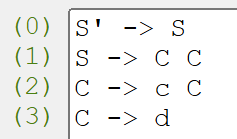 (0) S' -> S
(1) S -> C C
(2) C -> c C
(3) C -> d